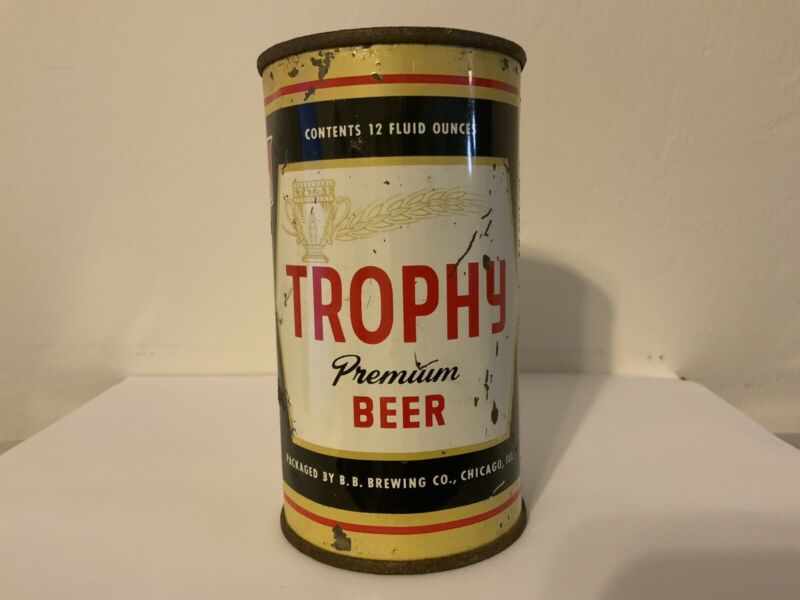 CONTENTS 12 FLUID OUNCES
TROPHY
Premium
BEER
PACKAGED BY B.B. BREWING CO., CHICAGO, ILL.